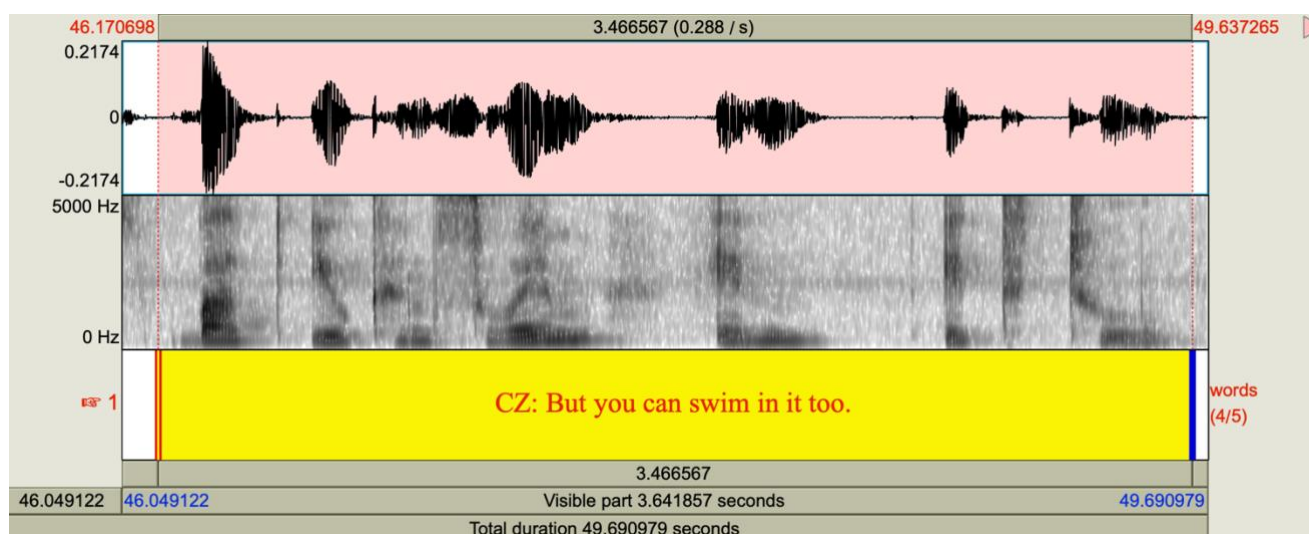 46.170698 3.466567 (0.288 / s) 49.637265
0.2174
0
-0.2174
5000 Hz
0 Hz
☞ 1 CZ: But you can swim in it too. words
(4/5)
3.466567
46.049122 46.049122 Visible part 3.641857 seconds 49.690979
Total duration 49.690979 seconds